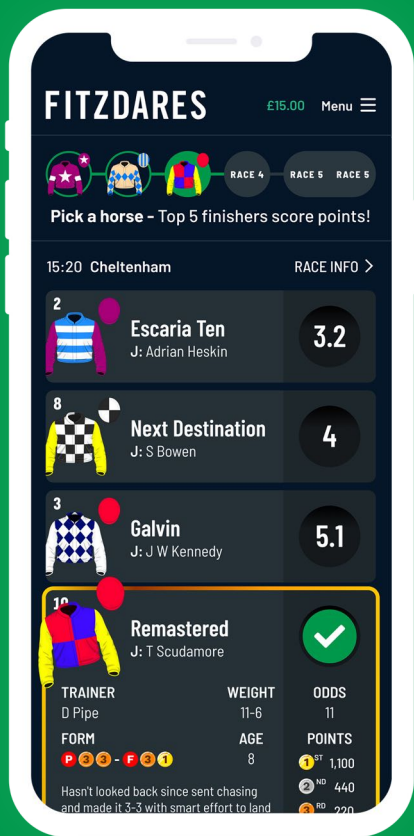 FITZDARES
£15.00 Menu
RACE 4 RACE 5 RACE 5
Pick a horse - Top 5 finishers score points!
15:20 Cheltenham RACE INFO >
2
Escaria Ten
J: Adrian Heskin
3.2
8
Next Destination
J: S Bowen
4
3
Galvin
J: J W Kennedy
5.1
Remastered
J: T Scudamore
TRAINER WEIGHT ODDS
D Pipe 11-6 11
FORM AGE POINTS
P 3 3 - F 3 1 8 1ST 1,100
2ND 440
3RD 220
Hasn't looked back since sent chasing
and made it 3-3 with smart effort to land